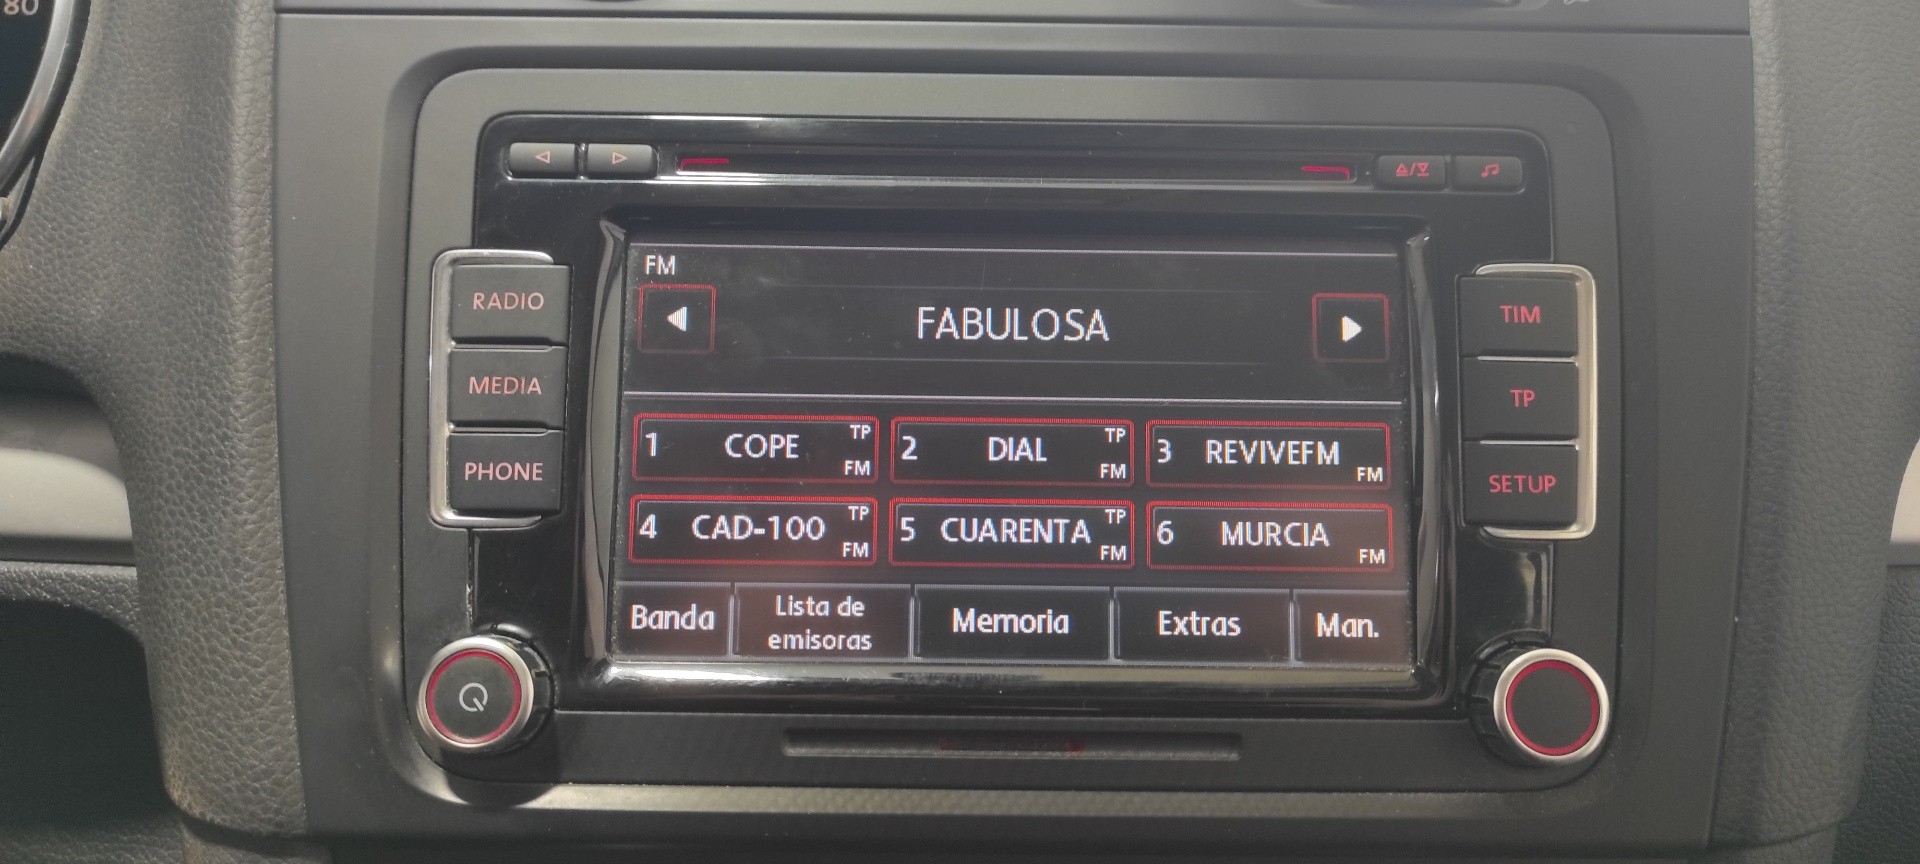 80
RADIO
MEDIA
PHONE
FM
FABULOSA
1 COPE TP FM
2 DIAL TP FM
3 REVIVEFM FM
4 CAD-100 TP FM
5 CUARENTA TP FM
6 MURCIA FM
Banda
Lista de
emisoras
Memoria
Extras
Man.
TIM
TP
SETUP